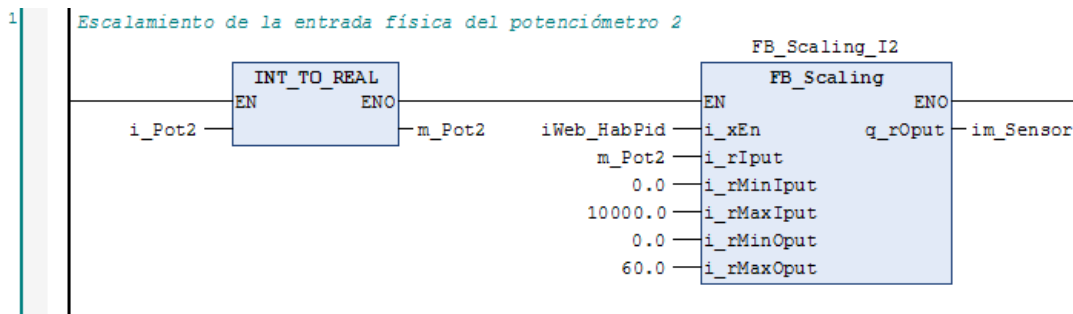 1
Escalamiento de la entrada física del potenciómetro 2
FB_Scaling_I2
INT_TO_REAL
EN ENO
i_Pot2 m_Pot2
FB_Scaling
EN ENO
iWeb_HabPid i_xEn q_rOput im_Sensor
m_Pot2 i_rIput
0.0 i_rMinIput
10000.0 i_rMaxIput
0.0 i_rMinOput
60.0 i_rMaxOput